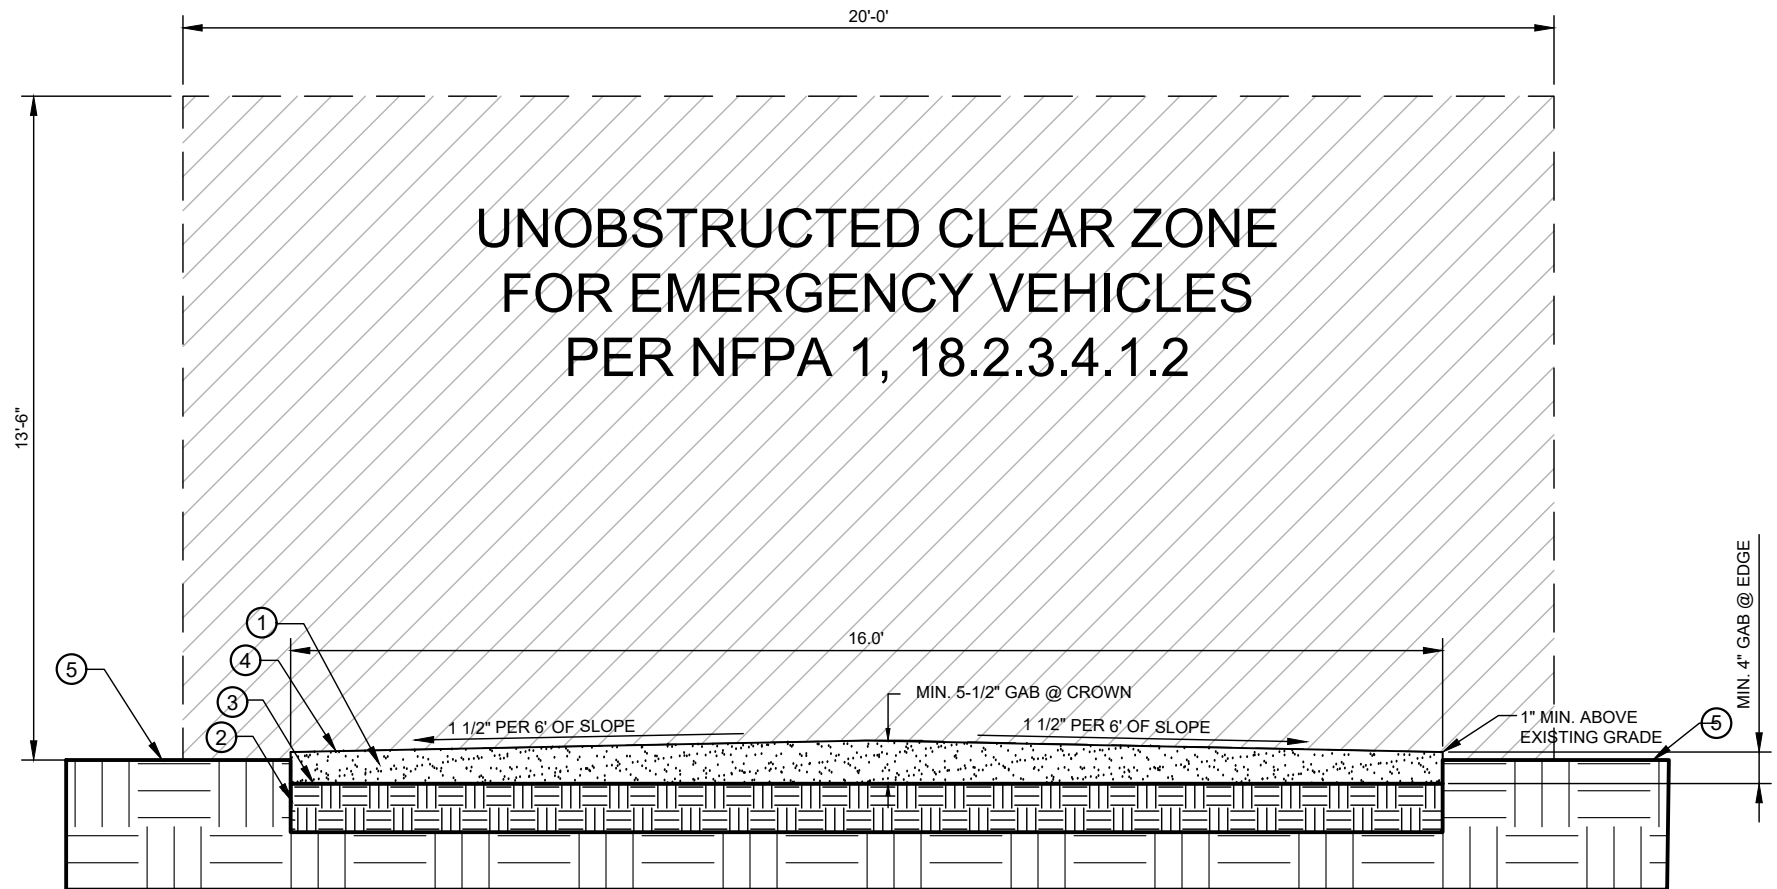 20'-0'
13'-6"
UNOBSTRUCTED CLEAR ZONE
FOR EMERGENCY VEHICLES
PER NFPA 1, 18.2.3.4.1.2
1
4
5
3
2
16.0'
MIN. 5-1/2" GAB @ CROWN
1 1/2" PER 6' OF SLOPE
1 1/2" PER 6' OF SLOPE
1" MIN. ABOVE
EXISTING GRADE
5
MIN. 4" GAB @ EDGE